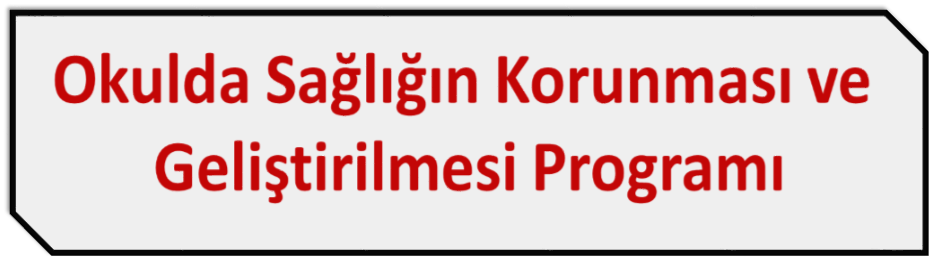 Okulda Sağlığın Korunması ve
Geliştirilmesi Programı